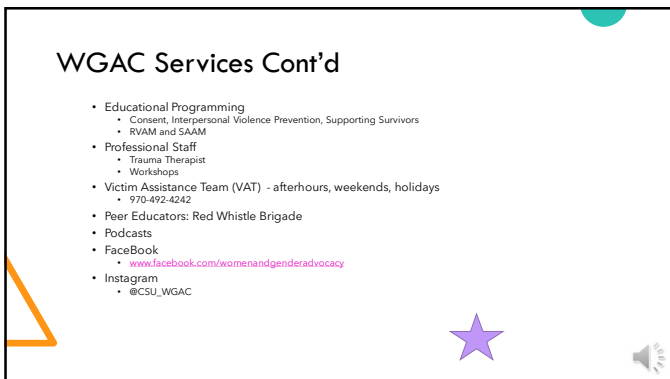 WGAC Services Cont’d
• Educational Programming
• Consent, Interpersonal Violence Prevention, Supporting Survivors
• RVAM and SAAM
• Professional Staff
• Trauma Therapist
• Workshops
• Victim Assistance Team (VAT) - afterhours, weekends, holidays
• 970-492-4242
• Peer Educators: Red Whistle Brigade
• Podcasts
• FaceBook
• www.facebook.com/womenandgenderadvocacy
• Instagram
• @CSU_WGAC